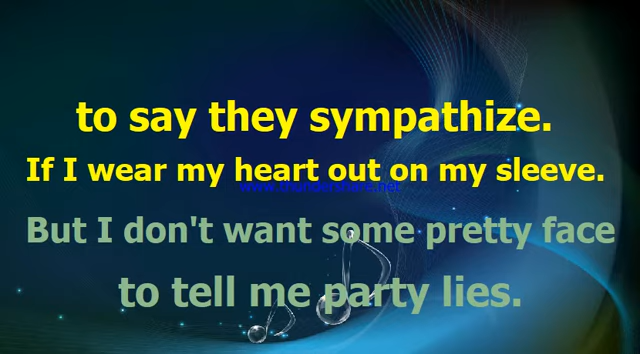 to say they sympathize.
If I wear my heart out on my sleeve.
www.thundershare.net
But I don't want some pretty face
to tell me party lies.